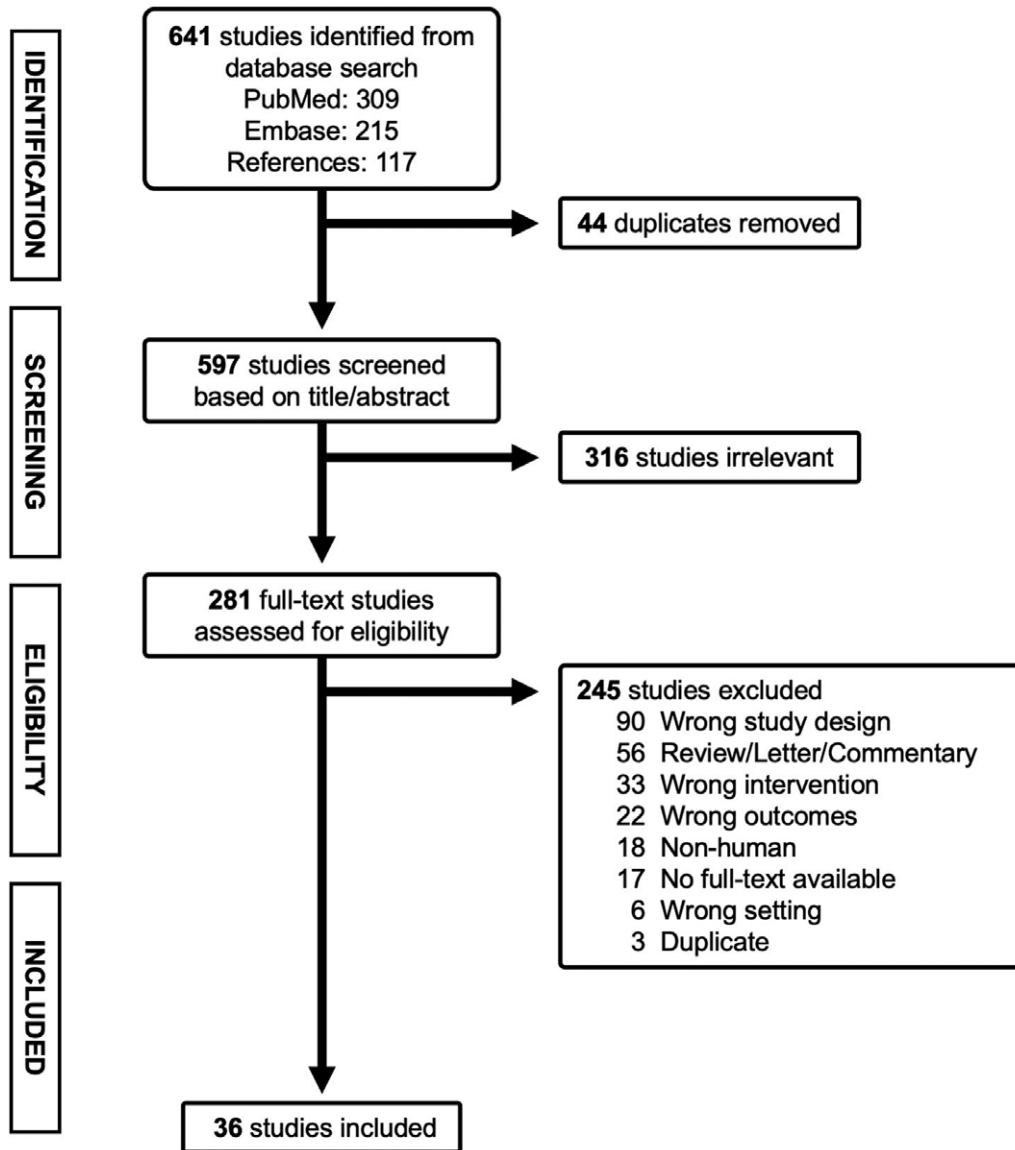 IDENTIFICATION
641 studies identified from
database search
PubMed: 309
Embase: 215
References: 117
44 duplicates removed
SCREENING
597 studies screened
based on title/abstract
316 studies irrelevant
ELIGIBILITY
281 full-text studies
assessed for eligibility
245 studies excluded
90 Wrong study design
56 Review/Letter/Commentary
33 Wrong intervention
22 Wrong outcomes
18 Non-human
17 No full-text available
6 Wrong setting
3 Duplicate
INCLUDED
36 studies included